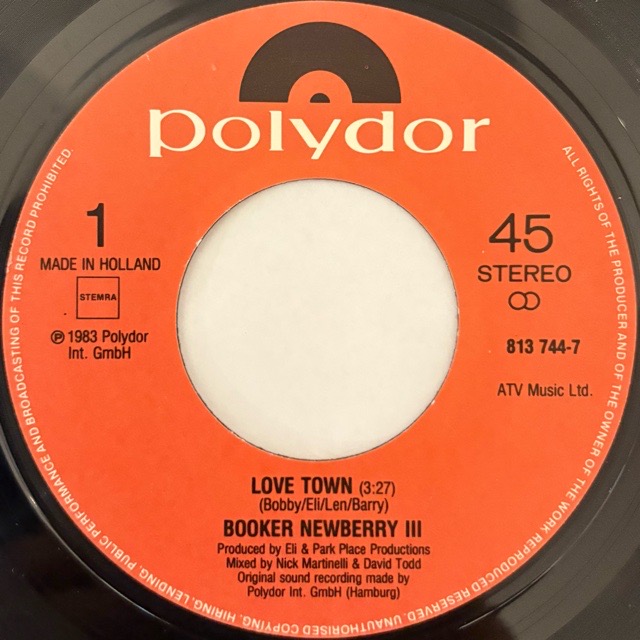 polydor
1
MADE IN HOLLAND
STEMRA
℗ 1983 Polydor
Int. GmbH
45
STEREO
813 744-7
ATV Music Ltd.
LOVE TOWN (3:27)
(Bobby/Eli/Len/Barry)
BOOKER NEWBERRY III
Produced by Eli & Park Place Productions
Mixed by Nick Martinelli & David Todd
Original sound recording made by
Polydor Int. GmbH (Hamburg)
ALL RIGHTS OF THE PRODUCER AND OF THE OWNER OF THE WORK REPRODUCED RESERVED. UNAUTHORISED COPYING, HIRING, LENDING, PUBLIC PERFORMANCE AND BROADCASTING OF THIS RECORD PROHIBITED.